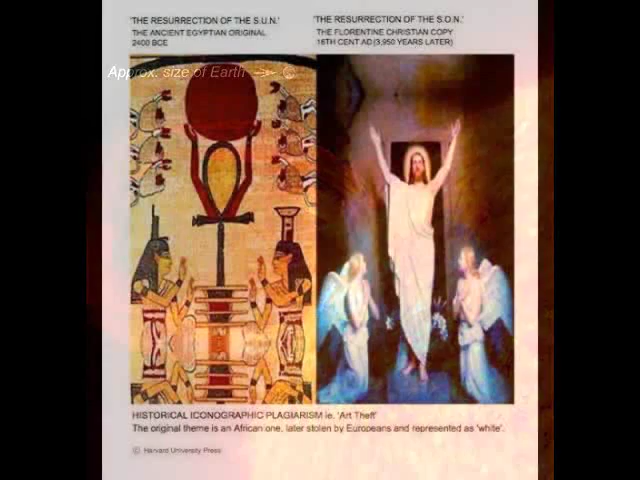 'THE RESURRECTION OF THE S.U.N.'
THE ANCIENT EGYPTIAN ORIGINAL
2400 BCE
'THE RESURRECTION OF THE S.O.N.'
THE FLORENTINE CHRISTIAN COPY
16TH CENT AD (3,950 YEARS LATER)
Approx. size of Earth
HISTORICAL ICONOGRAPHIC PLAGIARISM ie. 'Art Theft'
The original theme is an African one, later stolen by Europeans and represented as 'white'.
© Harvard University Press